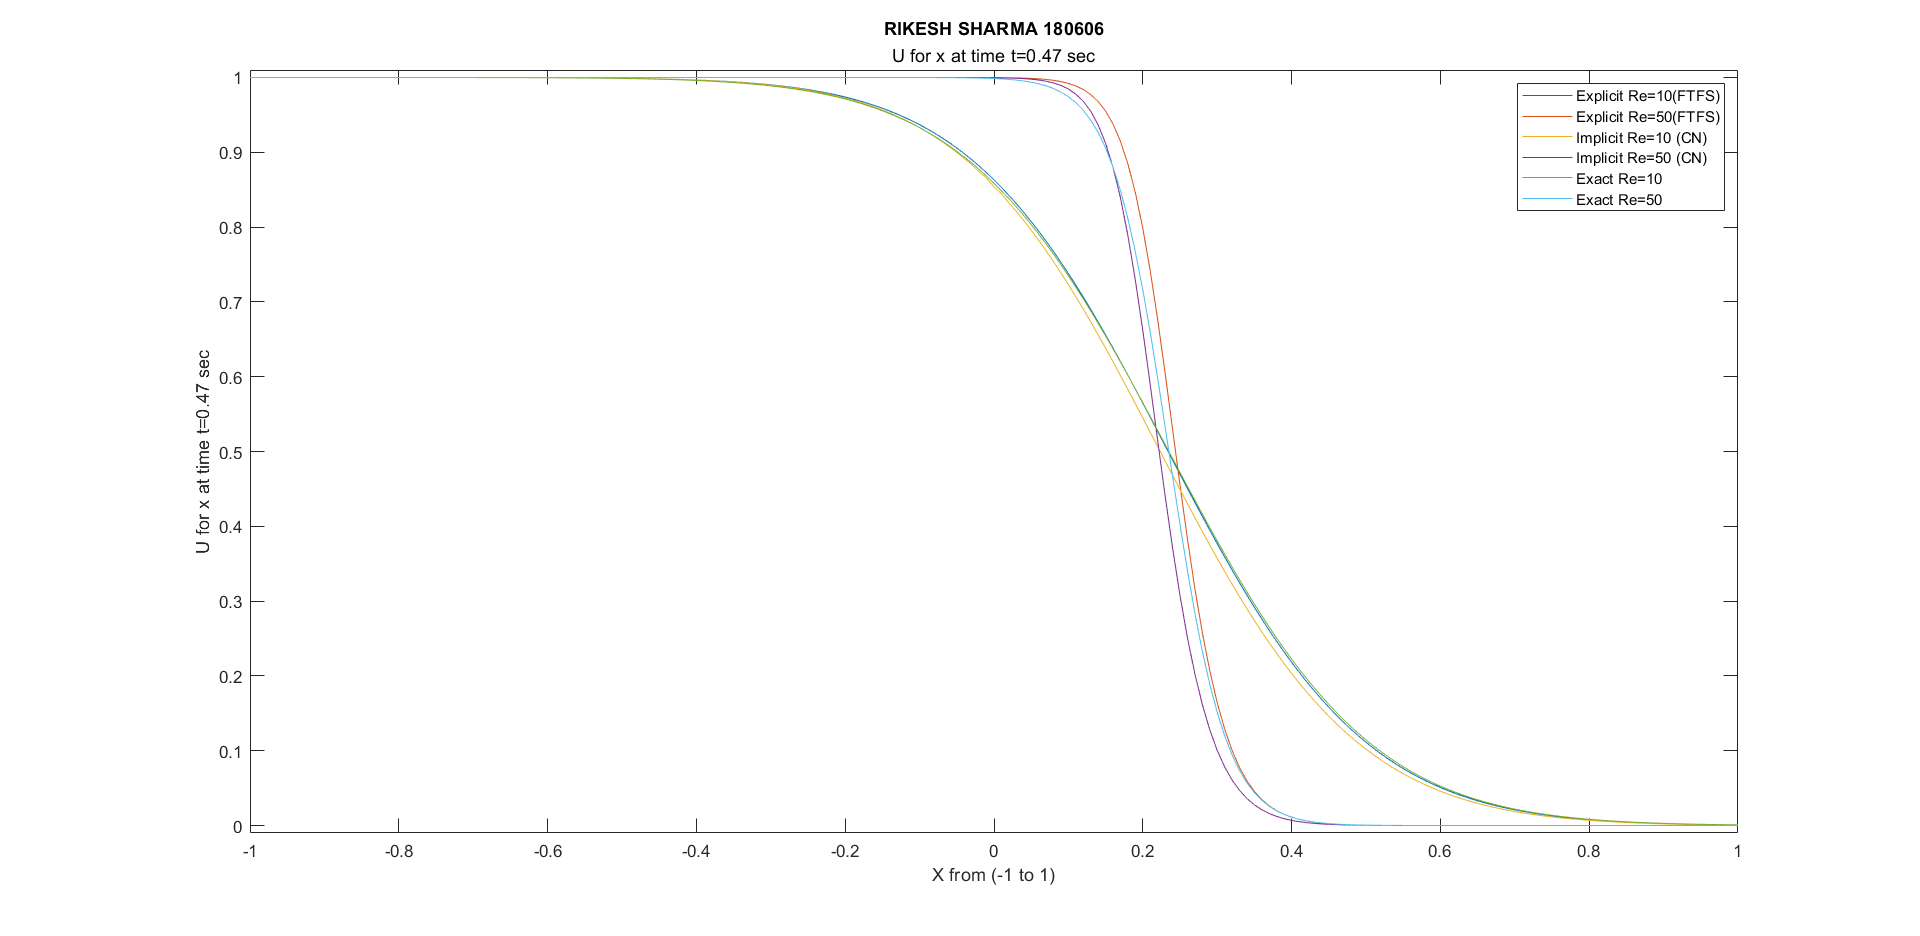 RIKESH SHARMA 180606
U for x at time t=0.47 sec
Explicit Re=10(FTFS)
Explicit Re=50(FTFS)
Implicit Re=10 (CN)
Implicit Re=50 (CN)
Exact Re=10
Exact Re=50
U for x at time t=0.47 sec
1
0.9
0.8
0.7
0.6
0.5
0.4
0.3
0.2
0.1
0
-1 -0.8 -0.6 -0.4 -0.2 0 0.2 0.4 0.6 0.8 1
X from (-1 to 1)